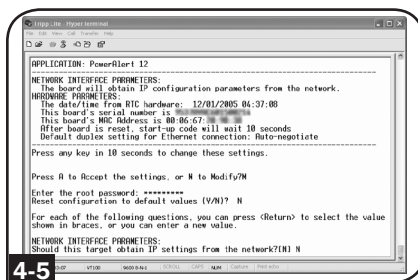 Tripp Lite - HyperTerminal
File Edit View Call Transfer Help
APPLICATION: PowerAlert 12
NETWORK INTERFACE PARAMETERS:
The board will obtain IP configuration parameters from the network.
HARDWARE PARAMETERS:
The date/time from RTC hardware: 12/01/2005 04:37:08
This board's serial number is
This board's MAC Address is 00:06:67:
After board is reset, start-up code will wait 10 seconds
Default duplex setting for Ethernet connection: Auto-negotiate
Press any key in 10 seconds to change these settings.
Press A to Accept the settings, or M to Modify?M
Enter the root password: *********
Reset configuration to default values (Y/N)? N
For each of the following questions, you can press <Return> to select the value
shown in braces, or you can enter a new value.
NETWORK INTERFACE PARAMETERS:
Should this target obtain IP settings from the network?[N] N
VT100 9600 8-N-1 SCROLL CAPS NUM Capture Print echo
4-5